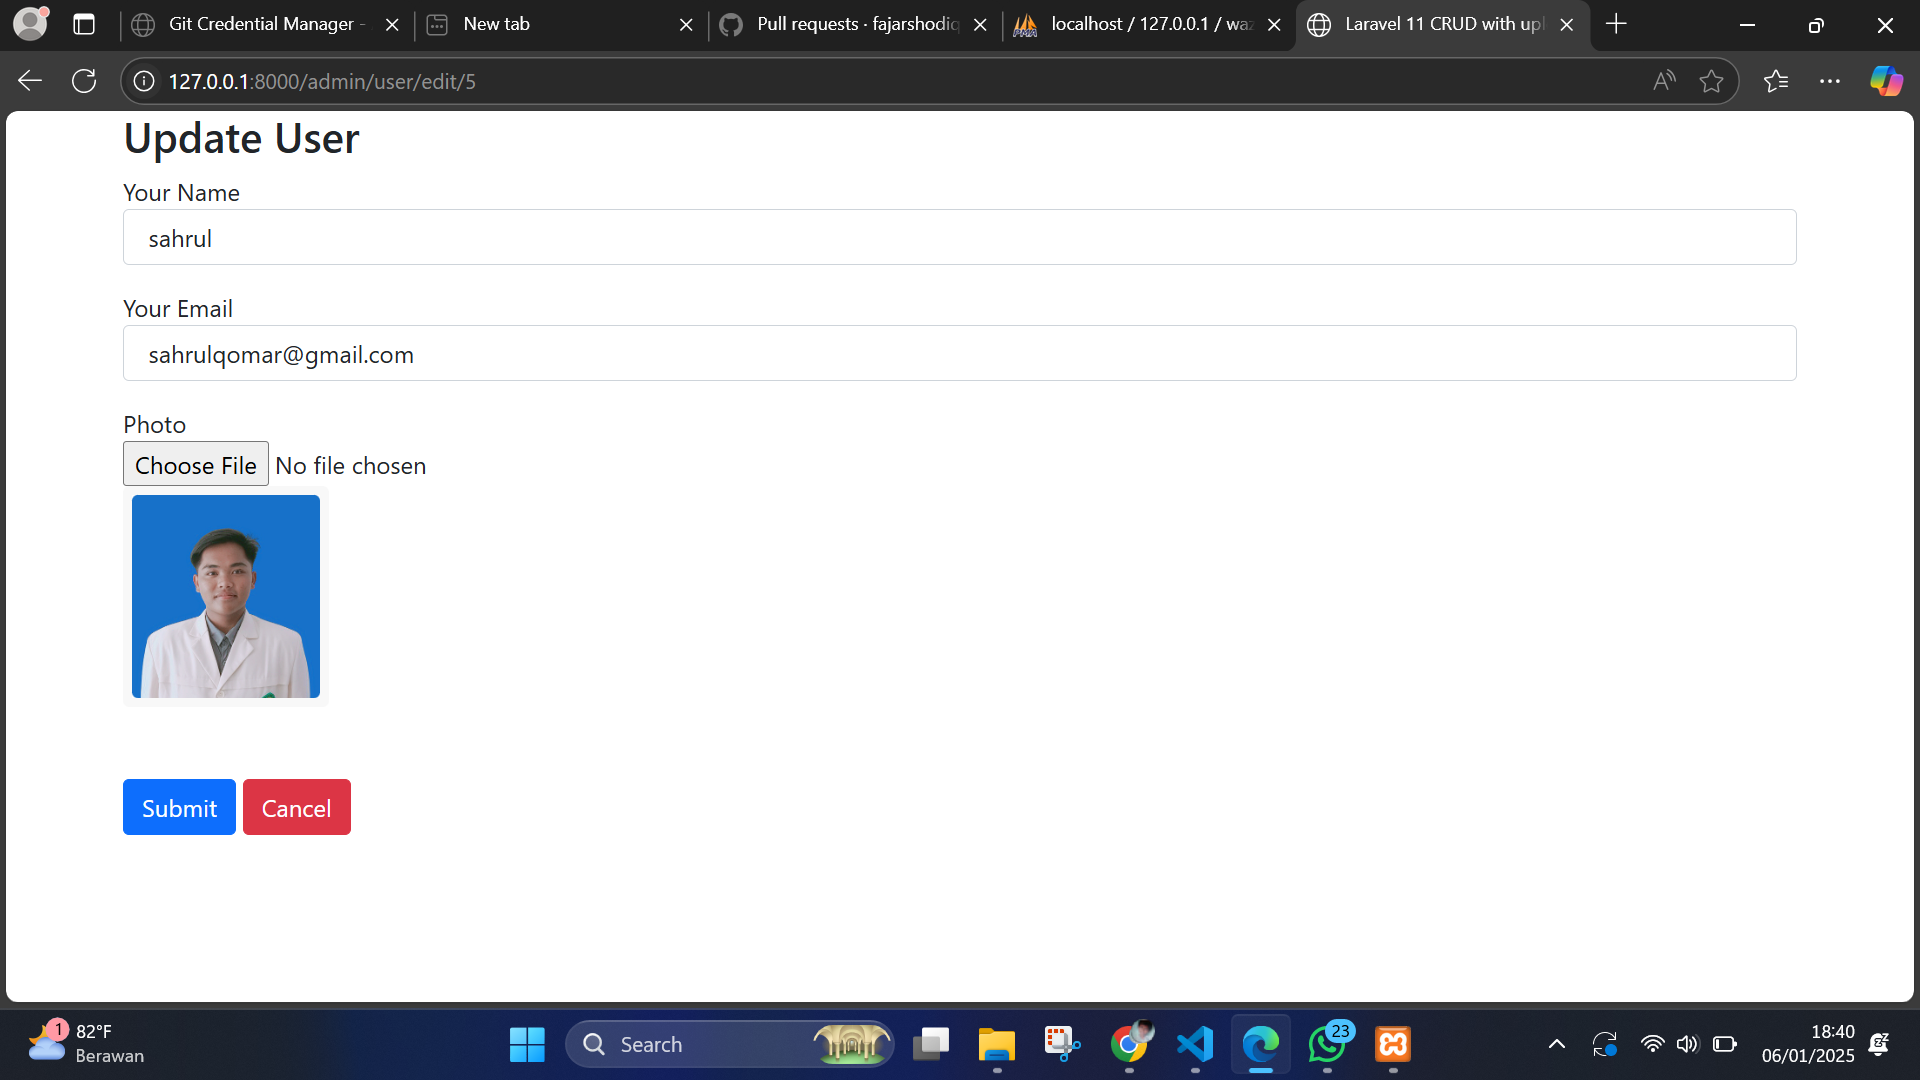 Git Credential Manager -
New tab
Pull requests · fajarshodiq
localhost / 127.0.0.1 / waz
Laravel 11 CRUD with upl
127.0.0.1:8000/admin/user/edit/5
Update User
Your Name
sahrul
Your Email
sahrulqomar@gmail.com
Photo
Choose File No file chosen
Submit Cancel
1
82°F
Berawan
Search
23
18:40
06/01/2025